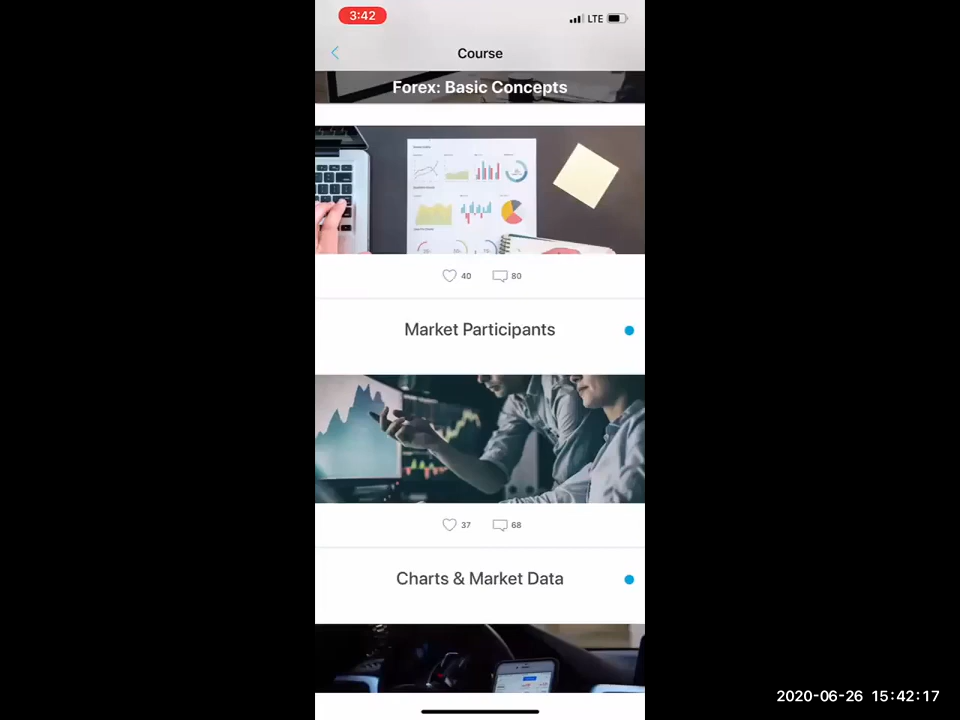 3:42
LTE
Course
Forex: Basic Concepts
40
80
Market Participants
37
68
Charts & Market Data
2020-06-26 15:42:17